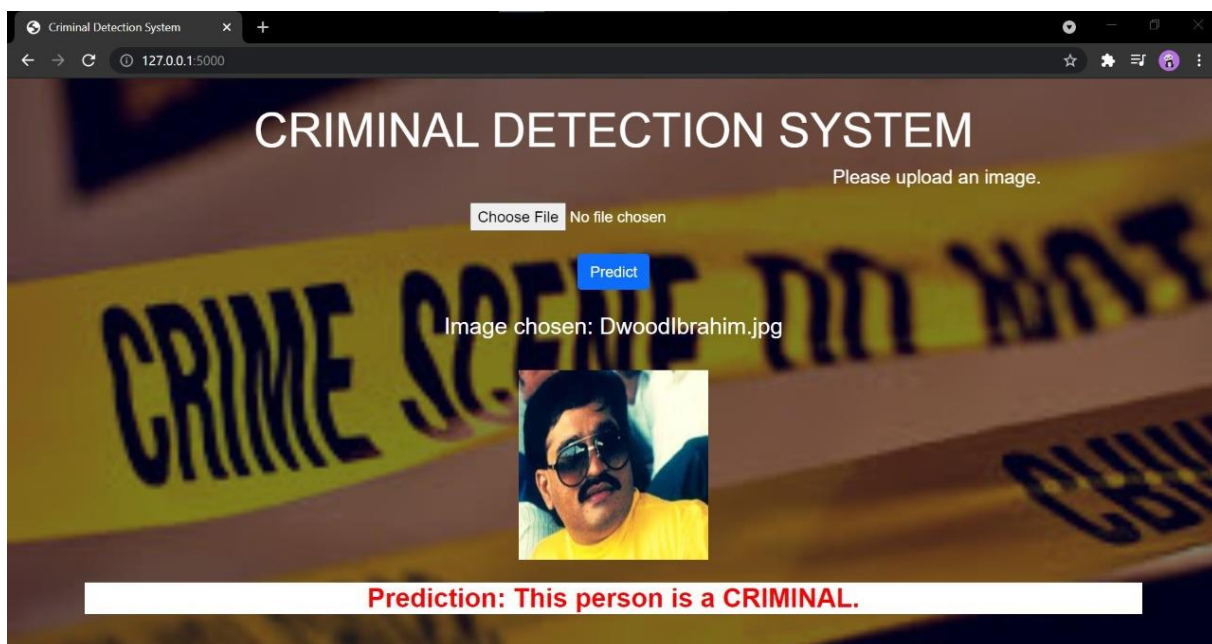 Criminal Detection System
127.0.0.1:5000
CRIMINAL DETECTION SYSTEM
Please upload an image.
Choose File No file chosen
Predict
CRIME SCENE DO NOT
Image chosen: DwoodIbrahim.jpg
Prediction: This person is a CRIMINAL.